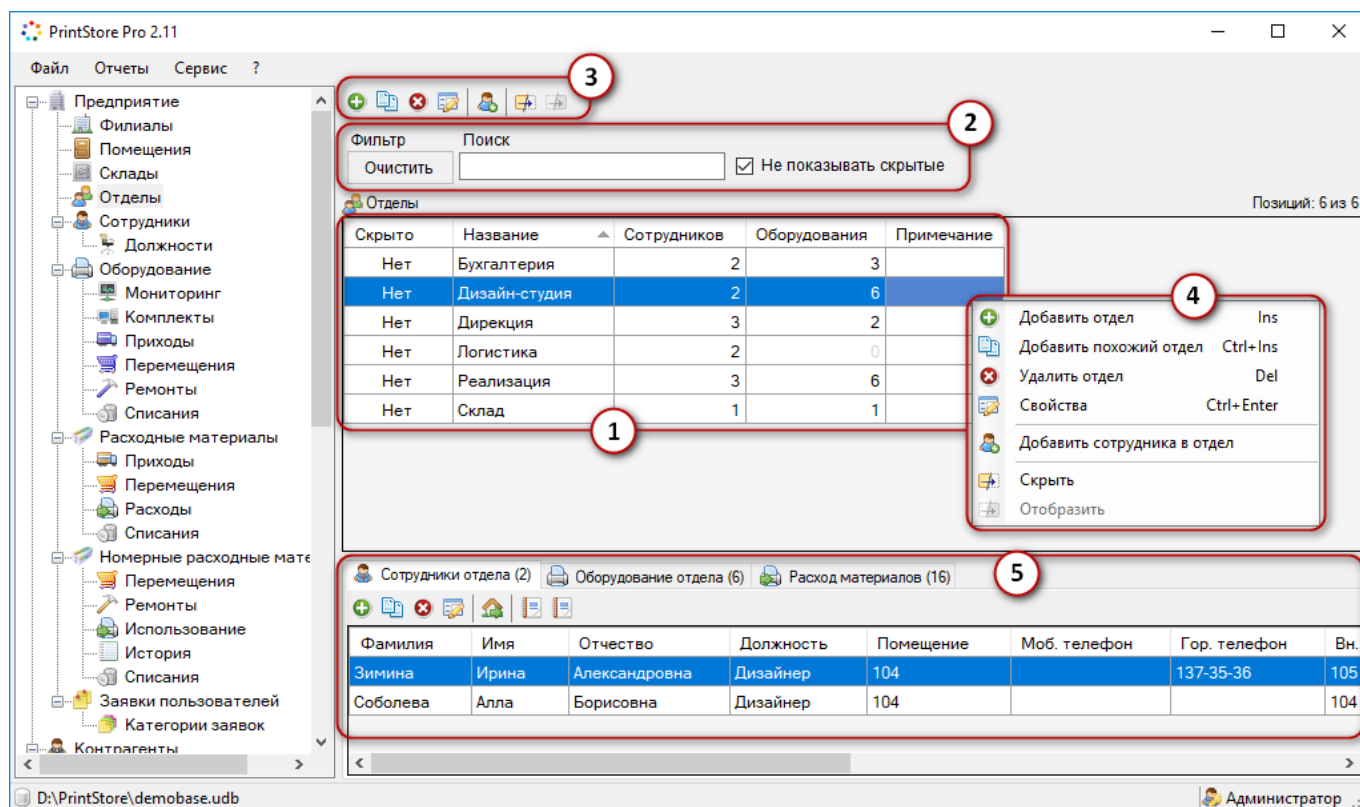 PrintStore Pro 2.11
Файл Отчеты Сервис ?
Предприятие
Филиалы
Помещения
Склады
Отделы
Сотрудники
Должности
Оборудование
Мониторинг
Комплекты
Приходы
Перемещения
Ремонты
Списания
Расходные материалы
Приходы
Перемещения
Расходы
Списания
Номерные расходные мате
Перемещения
Ремонты
Использование
История
Списания
Заявки пользователей
Категории заявок
Контрагенты
3
2
Фильтр Поиск
Очистить Не показывать скрытые
Отделы Позиций: 6 из 6
Скрыто Название Сотрудников Оборудования Примечание
Нет Бухгалтерия 2 3
Нет Дизайн-студия 2 6
Нет Дирекция 3 2
Нет Логистика 2 0
Нет Реализация 3 6
Нет Склад 1 1
1
4
Добавить отдел Ins
Добавить похожий отдел Ctrl+Ins
Удалить отдел Del
Свойства Ctrl+Enter
Добавить сотрудника в отдел
Скрыть
Отобразить
5
Сотрудники отдела (2) Оборудование отдела (6) Расход материалов (16)
Фамилия Имя Отчество Должность Помещение Моб. телефон Гор. телефон Вн.
Зимина Ирина Александровна Дизайнер 104 137-35-36 105
Соболева Алла Борисовна Дизайнер 104 104
D:\PrintStore\demobase.udb Администратор